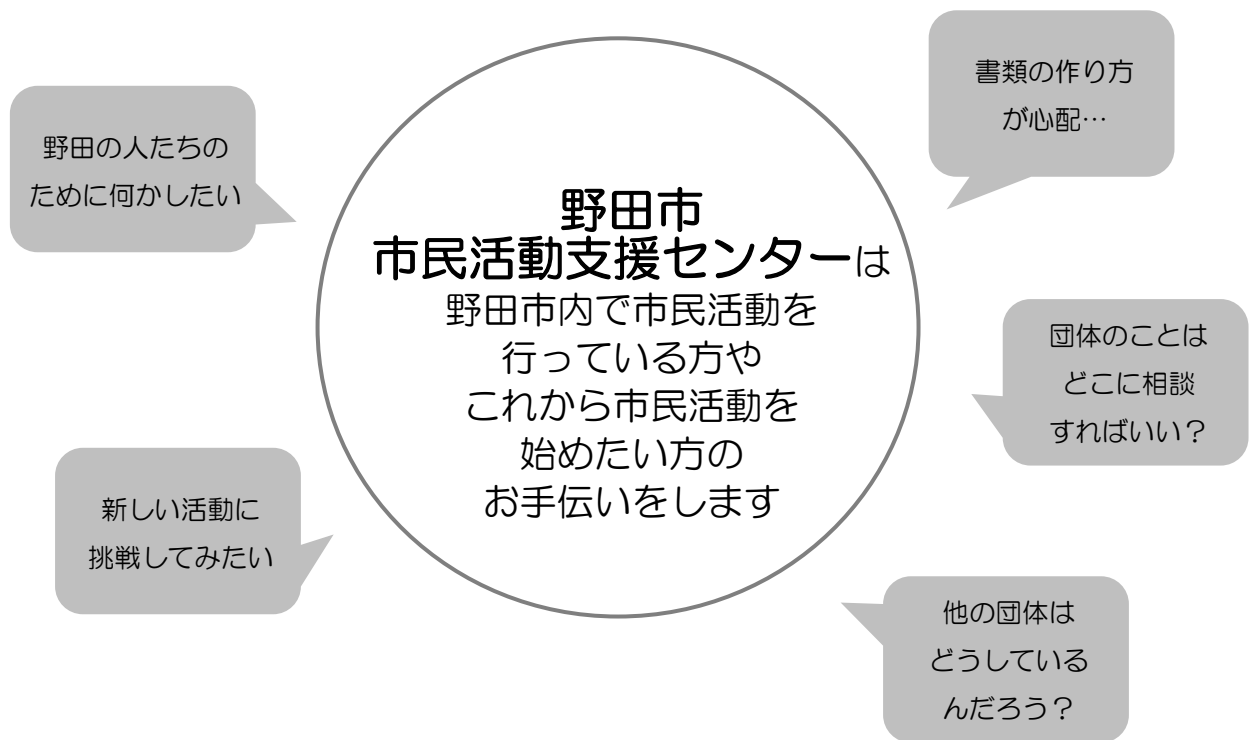 野田の人たちの
ために何かしたい
書類の作り方
が心配…
野田市
市民活動支援センターは
野田市内で市民活動を
行っている方や
これから市民活動を
始めたい方の
お手伝いをします
団体のことは
どこに相談
すればいい？
新しい活動に
挑戦してみたい
他の団体は
どうしている
んだろう？